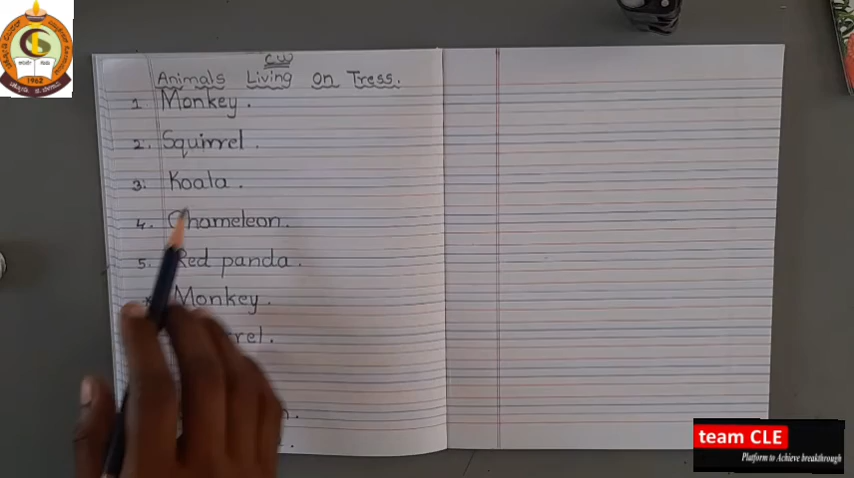 CW
Animals Living on Tress.
1. Monkey.
2. Squirrel.
3. Koala.
4. Chameleon.
5. Red panda.
* Monkey.
1962
team CLE
Platform to Achieve breakthrough